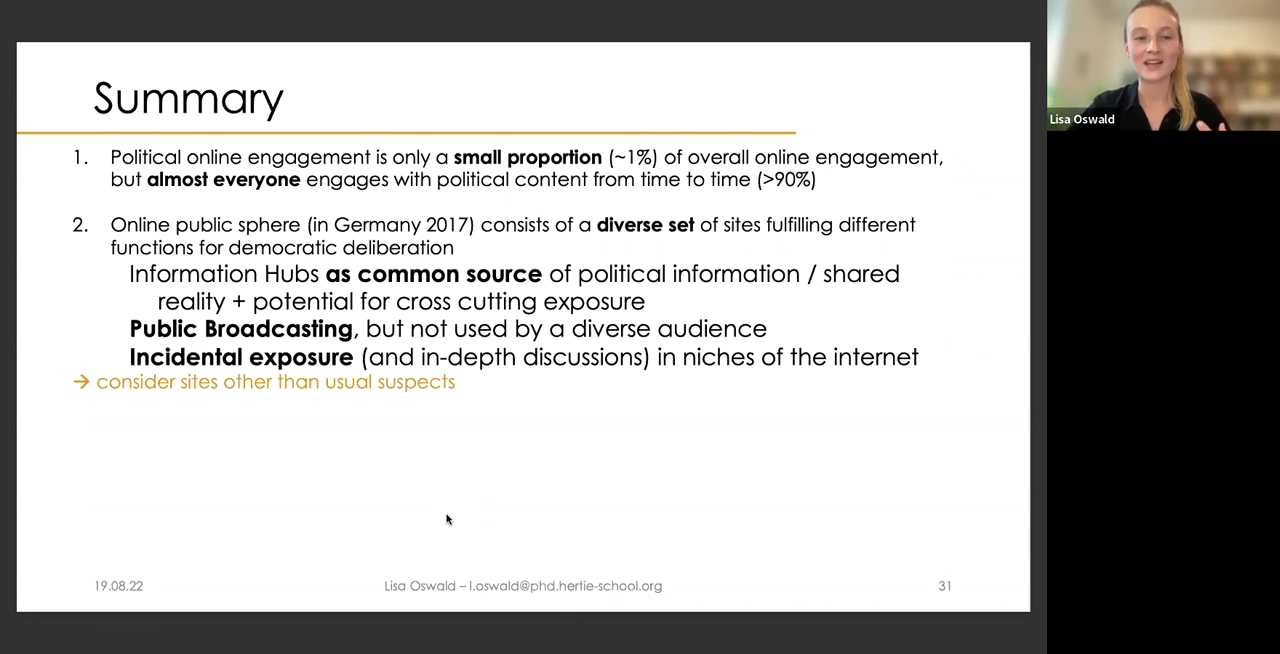 Summary
1. Political online engagement is only a small proportion (~1%) of overall online engagement,
but almost everyone engages with political content from time to time (>90%)
2. Online public sphere (in Germany 2017) consists of a diverse set of sites fulfilling different
functions for democratic deliberation
Information Hubs as common source of political information / shared
reality + potential for cross cutting exposure
Public Broadcasting, but not used by a diverse audience
Incidental exposure (and in-depth discussions) in niches of the internet
→ consider sites other than usual suspects
19.08.22
Lisa Oswald – l.oswald@phd.hertie-school.org
31
Lisa Oswald